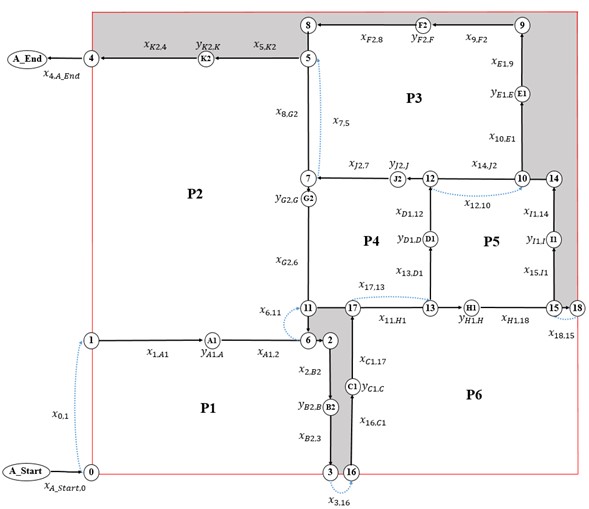 8
F2
9
x_{F2.8}
y_{F2.F}
x_{9.F2}
A_End
4
x_{K2.4}
K2
y_{K2.K}
x_{5.K2}
5
x_{4.A_End}
x_{E1.9}
P3
y_{E1.E}
E1
x_{8.G2}
x_{7.5}
x_{10.E1}
7
x_{J2.7}
J2
y_{J2.J}
12
x_{14.J2}
10
14
P2
y_{G2.G}
G2
x_{12.10}
x_{D1.12}
x_{I1.14}
P4
y_{D1.D}
D1
P5
y_{I1.I}
I1
x_{G2.6}
x_{13.D1}
x_{15.I1}
x_{17.13}
11
17
13
H1
15
18
x_{6.11}
x_{11.H1}
y_{H1.H}
x_{H1.18}
x_{18.15}
1
A1
6
2
x_{1.A1}
y_{A1.A}
x_{A1.2}
x_{C1.17}
x_{2.B2}
C1
y_{C1.C}
P6
x_{0.1}
P1
y_{B2.B}
B2
x_{16.C1}
x_{B2.3}
A_Start
0
3
16
x_{A_Start.0}
x_{3.16}